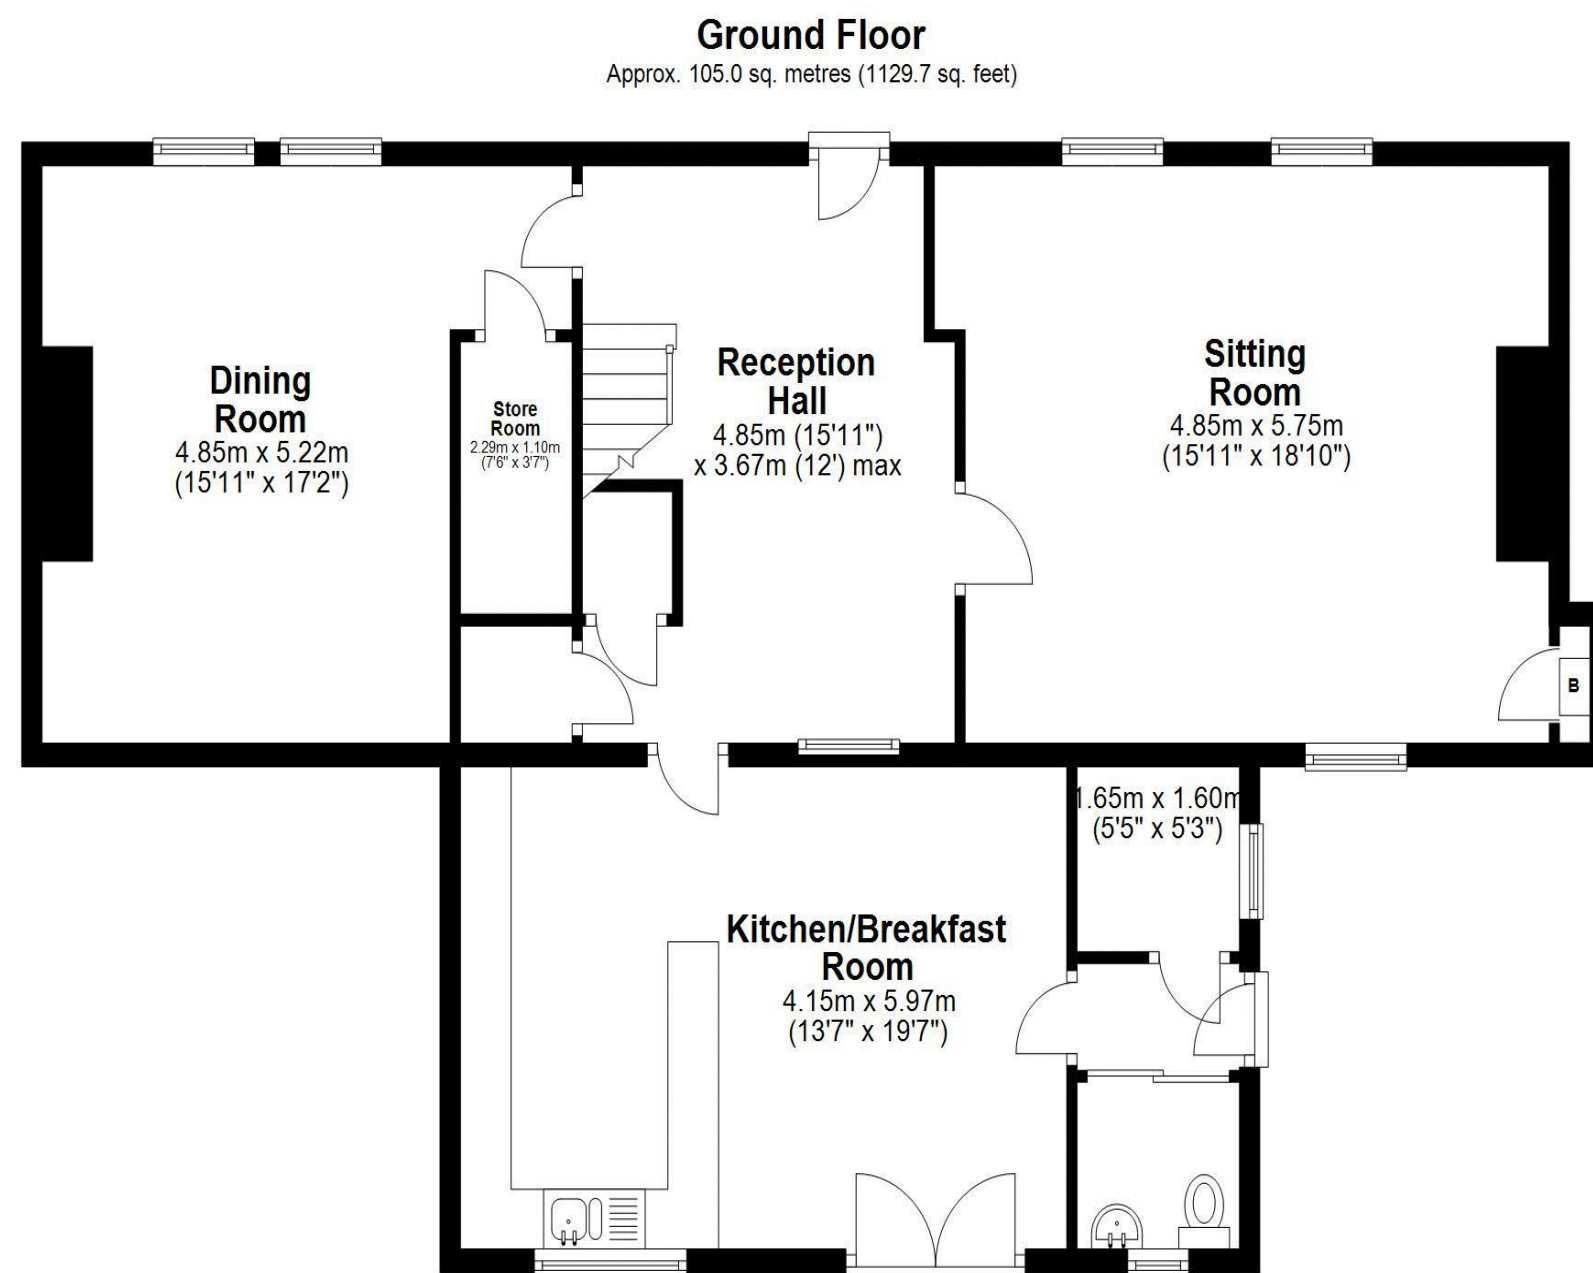 Ground Floor
Approx. 105.0 sq. metres (1129.7 sq. feet)
Dining
Room
4.85m x 5.22m
(15'11" x 17'2")
Store
Room
2.29m x 1.10m
(7'6" x 3'7")
Reception
Hall
4.85m (15'11")
x 3.67m (12') max
Sitting
Room
4.85m x 5.75m
(15'11" x 18'10")
B
1.65m x 1.60m
(5'5" x 5'3")
Kitchen/Breakfast
Room
4.15m x 5.97m
(13'7" x 19'7")